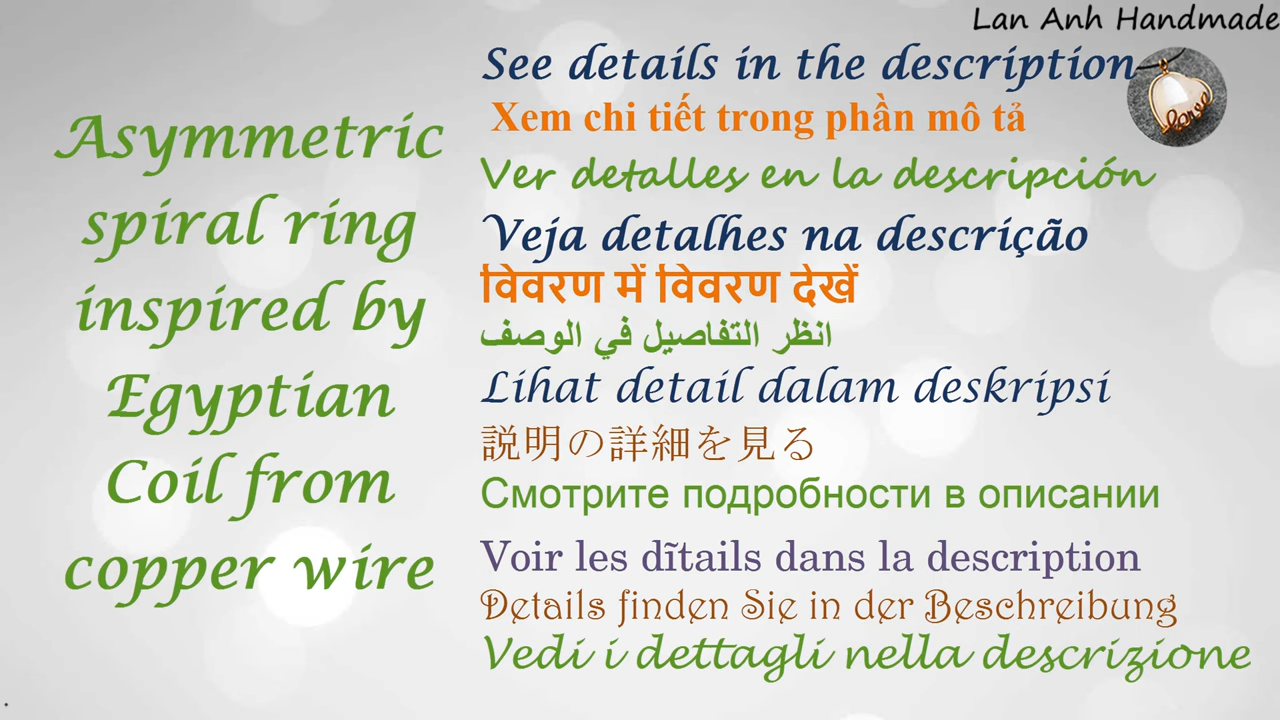 Lan Anh Handmade
Asymmetric
spiral ring
inspired by
Egyptian
Coil from
copper wire
See details in the description
Xem chi tiết trong phần mô tả
Ver detalles en la descripción
Veja detalhes na descrição
विवरण में विवरण देखें
انظر التفاصيل في الوصف
Lihat detail dalam deskripsi
説明の詳細を見る
Смотрите подробности в описании
Voir les dĩtails dans la description
Details finden Sie in der Beschreibung
Vedi i dettagli nella descrizione
love